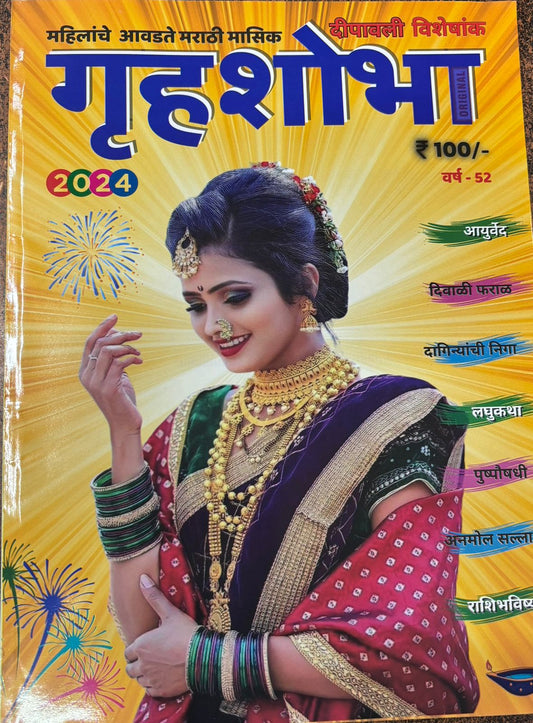 महिलांचे आवडते मराठी मासिक
दीपावली विशेषांक
गृहशोभा
ORIGINAL
₹ 100/-
वर्ष - 52
2024
आयुर्वेद
दिवाळी फराळ
दागिन्यांची निगा
लघुकथा
पुष्पौषधी
अनमोल सल्ला